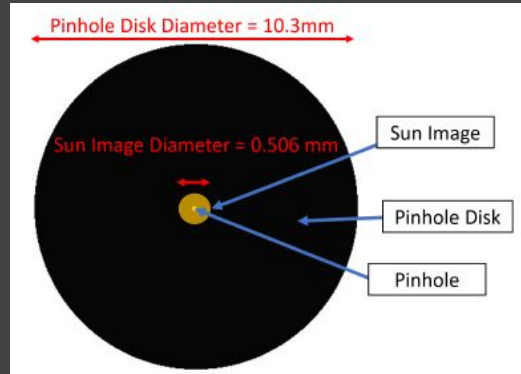 Pinhole Disk Diameter = 10.3mm
Sun Image Diameter = 0.506 mm
Sun Image
Pinhole Disk
Pinhole